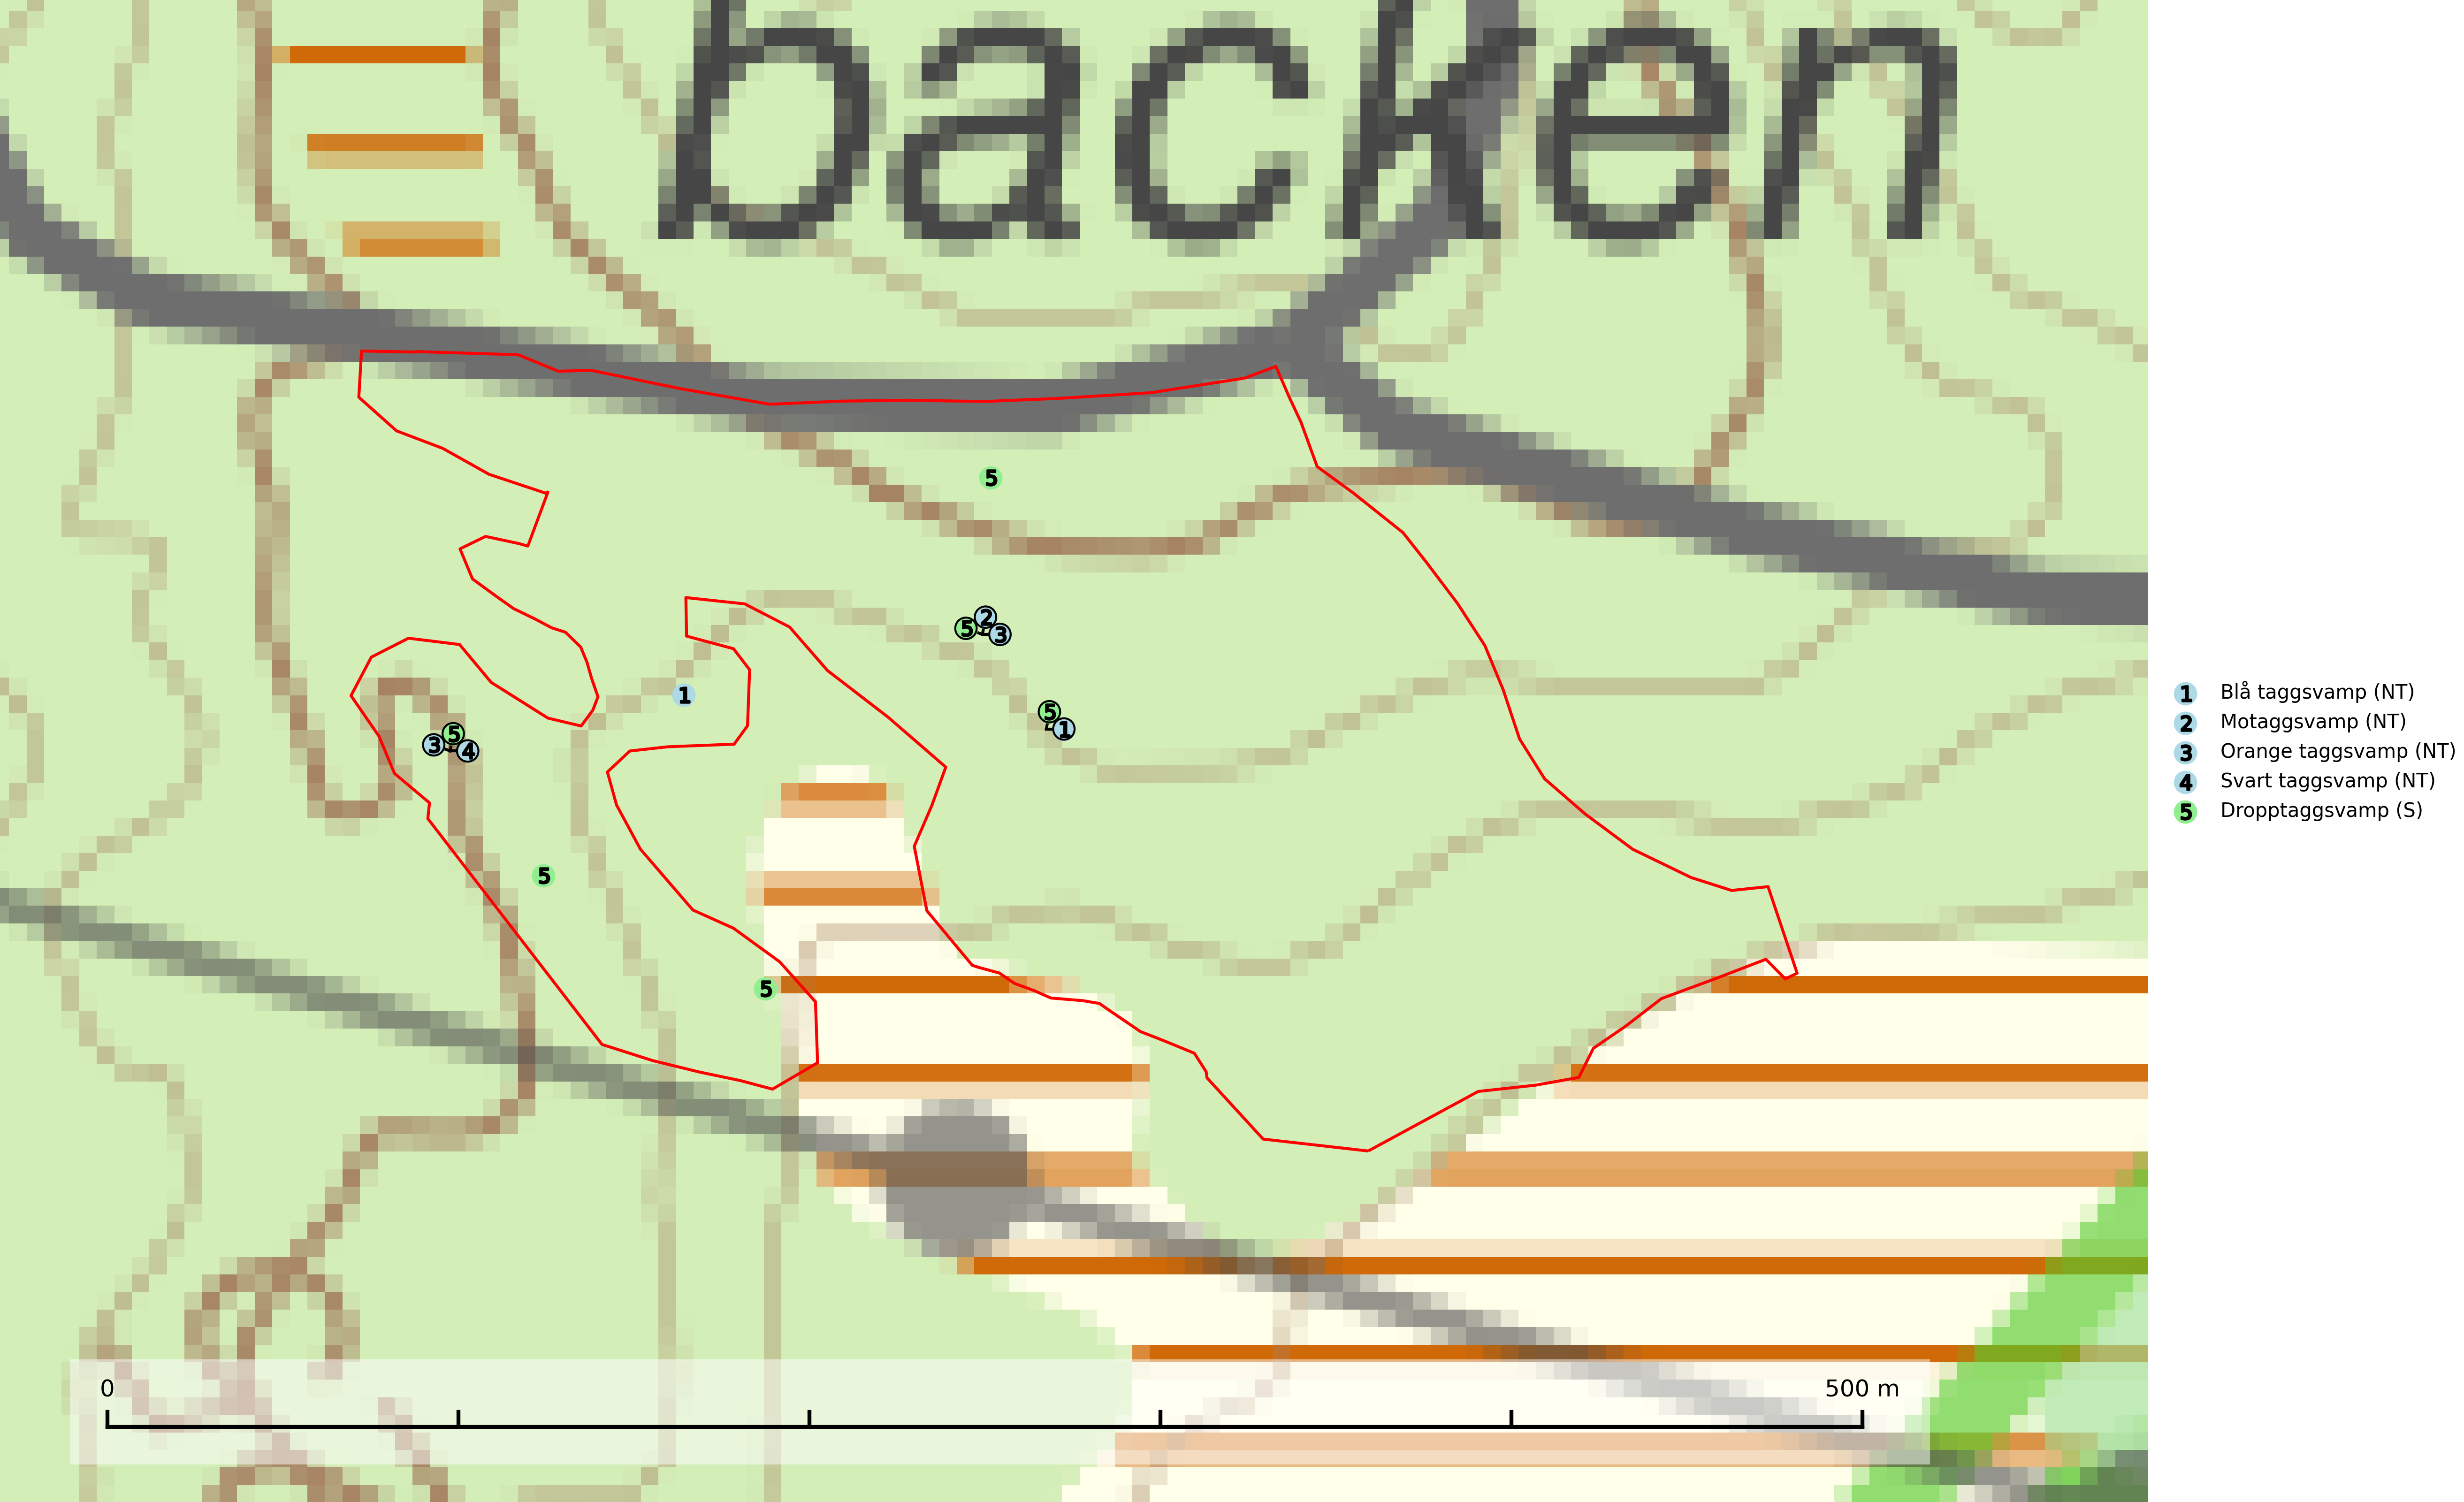 backen
5
2
5 3
1
5
1
5
3 4
5
5
0 500 m
1 Blå taggsvamp (NT)
2 Motaggsvamp (NT)
3 Orange taggsvamp (NT)
4 Svart taggsvamp (NT)
5 Dropptaggsvamp (S)